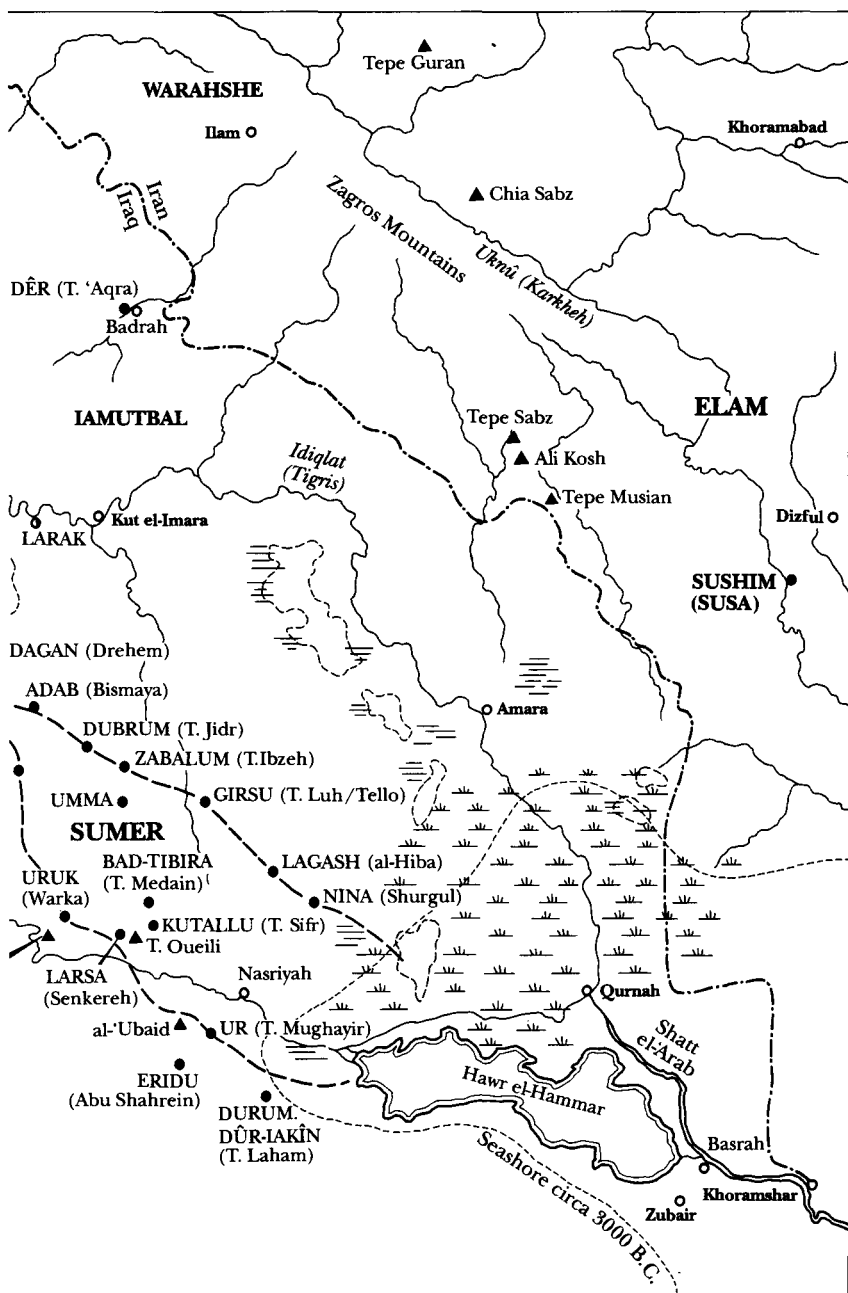 Tepe Guran
WARAHSHE
Ilam
Khoramabad
Zagros Mountains
Chia Sabz
Iran
Iraq
Uknû (Karkheh)
DÊR (T. ‘Aqra)
Badrah
IAMUTBAL
ELAM
Tepe Sabz
Idiqlat
(Tigris)
Ali Kosh
Tepe Musian
Kut el-Imara
LARAK
Dizful
SUSHIM
(SUSA)
DAGAN (Drehem)
ADAB (Bismaya)
Amara
DUBRUM (T. Jidr)
ZABALUM (T.Ibzeh)
UMMA
GIRSU (T. Luh/Tello)
SUMER
BAD-TIBIRA
(T. Medain)
LAGASH (al-Hiba)
URUK
(Warka)
NINA (Shurgul)
KUTALLU (T. Sifr)
T. Oueili
LARSA
(Senkereh)
Nasriyah
Qurnah
al-‘Ubaid
UR (T. Mughayir)
Shatt
el-‘Arab
ERIDU
(Abu Shahrein)
Hawr el-Hammar
DURUM.
DÛR-IAKÎN
(T. Laham)
Basrah
Khoramshar
Zubair
Seashore circa 3000 B.C.